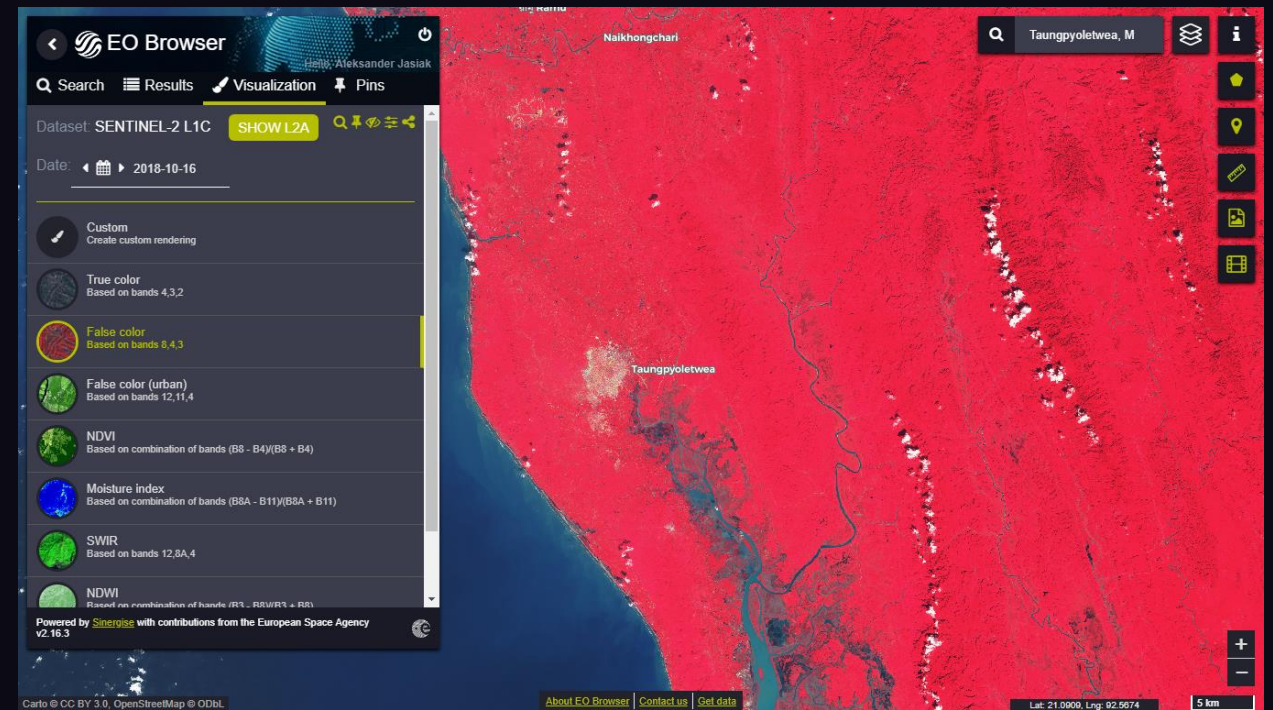 EO Browser
Hello, Aleksander Jasiak
Search
Results
Visualization
Pins
Dataset: SENTINEL-2 L1C
SHOW L2A
Date:
2018-10-16
Custom
Create custom rendering
True color
Based on bands 4,3,2
False color
Based on bands 8,4,3
False color (urban)
Based on bands 12,11,4
NDVI
Based on combination of bands (B8 - B4)/(B8 + B4)
Moisture index
Based on combination of bands (B8A - B11)/(B8A + B11)
SWIR
Based on bands 12,8A,4
NDWI
Based on combination of bands (B3 - B8)/(B3 + B8)
Powered by Sinergise with contributions from the European Space Agency
v2.16.3
Carto © CC BY 3.0, OpenStreetMap © ODbL
Ramu
Naikhongchari
Taungpyoletwea
Taungpyoletwea, M
i
+
−
About EO Browser | Contact us | Get data
Lat: 21.0909, Lng: 92.5674
5 km